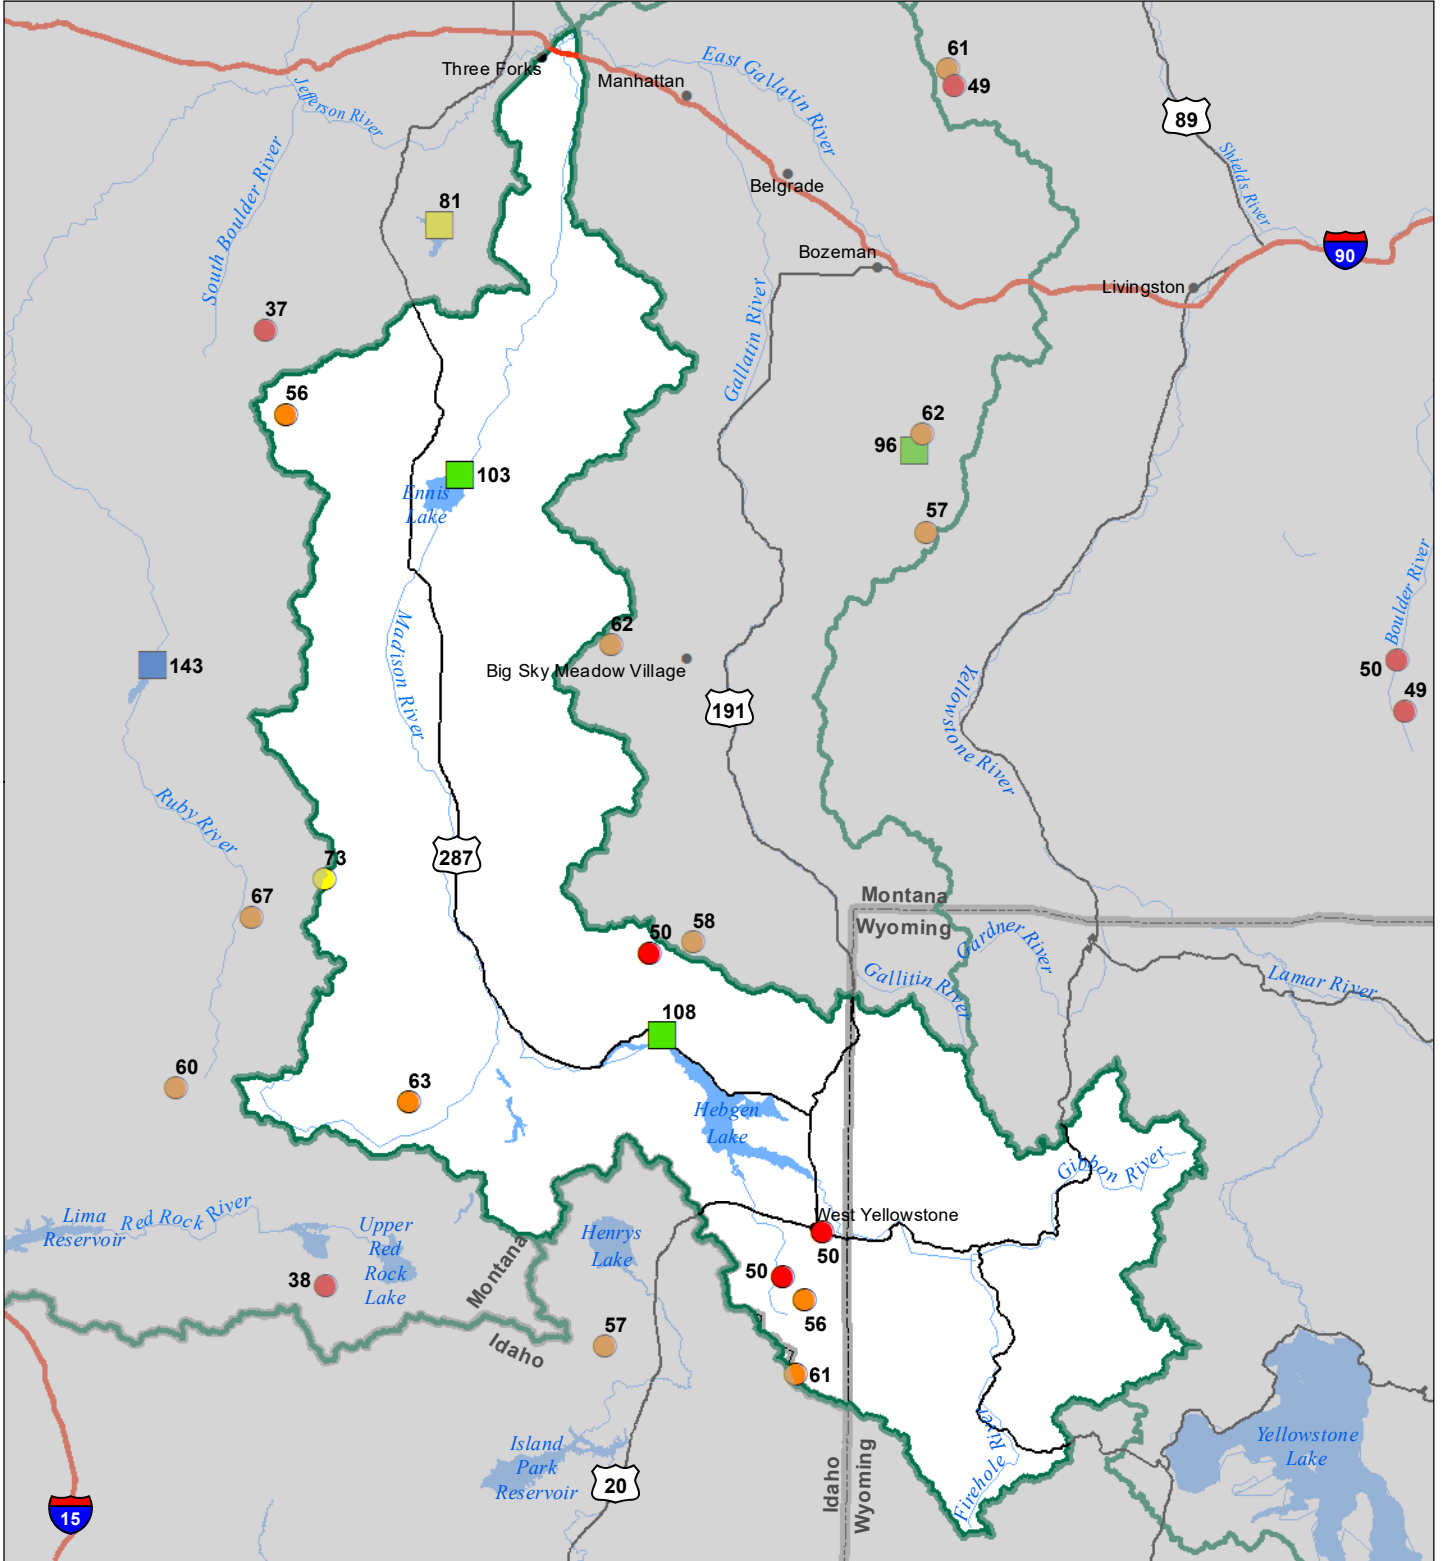 Three Forks
Manhattan
East Gallatin River
61
49
89
Jefferson River
Shields River
South Boulder River
Belgrade
81
Bozeman
90
Livingston
Gallatin River
37
56
62
96
103
Ennis
Lake
57
Boulder River
Madison River
62
Big Sky Meadow Village
143
50
49
191
Yellowstone River
Ruby River
287
73
67
Montana
Wyoming
50
58
Gardner River
Gallitin River
Lamar River
108
60
63
Hebgen
Lake
Gibbon River
Lima
Reservoir
Red Rock River
Upper
Red
Rock
Lake
Henrys
Lake
West Yellowstone
50
Montana
Idaho
38
50
56
57
61
Firehole River
Island
Park
Reservoir
20
Idaho
Wyoming
Yellowstone
Lake
15